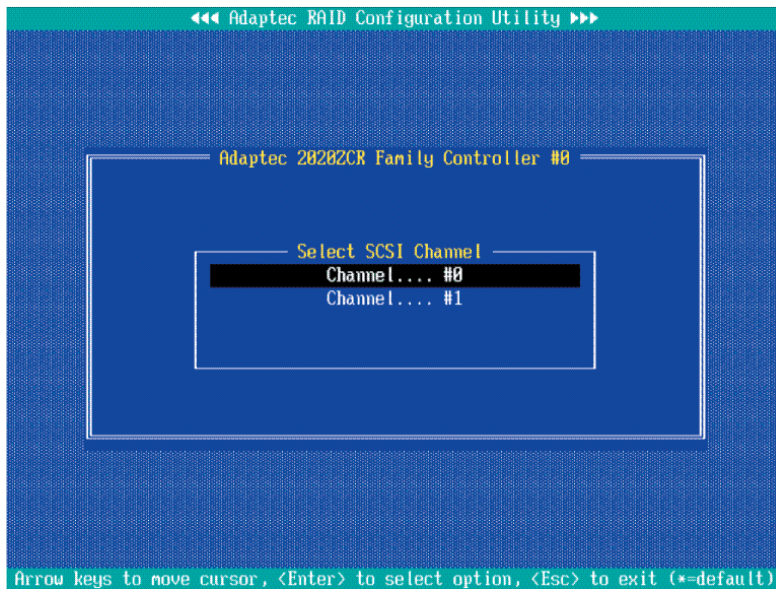 ◄◄◄ Adaptec RAID Configuration Utility ►►►
Adaptec 2020ZCR Family Controller #0
Select SCSI Channel
Channel.... #0
Channel.... #1
Arrow keys to move cursor, <Enter> to select option, <Esc> to exit (*=default)